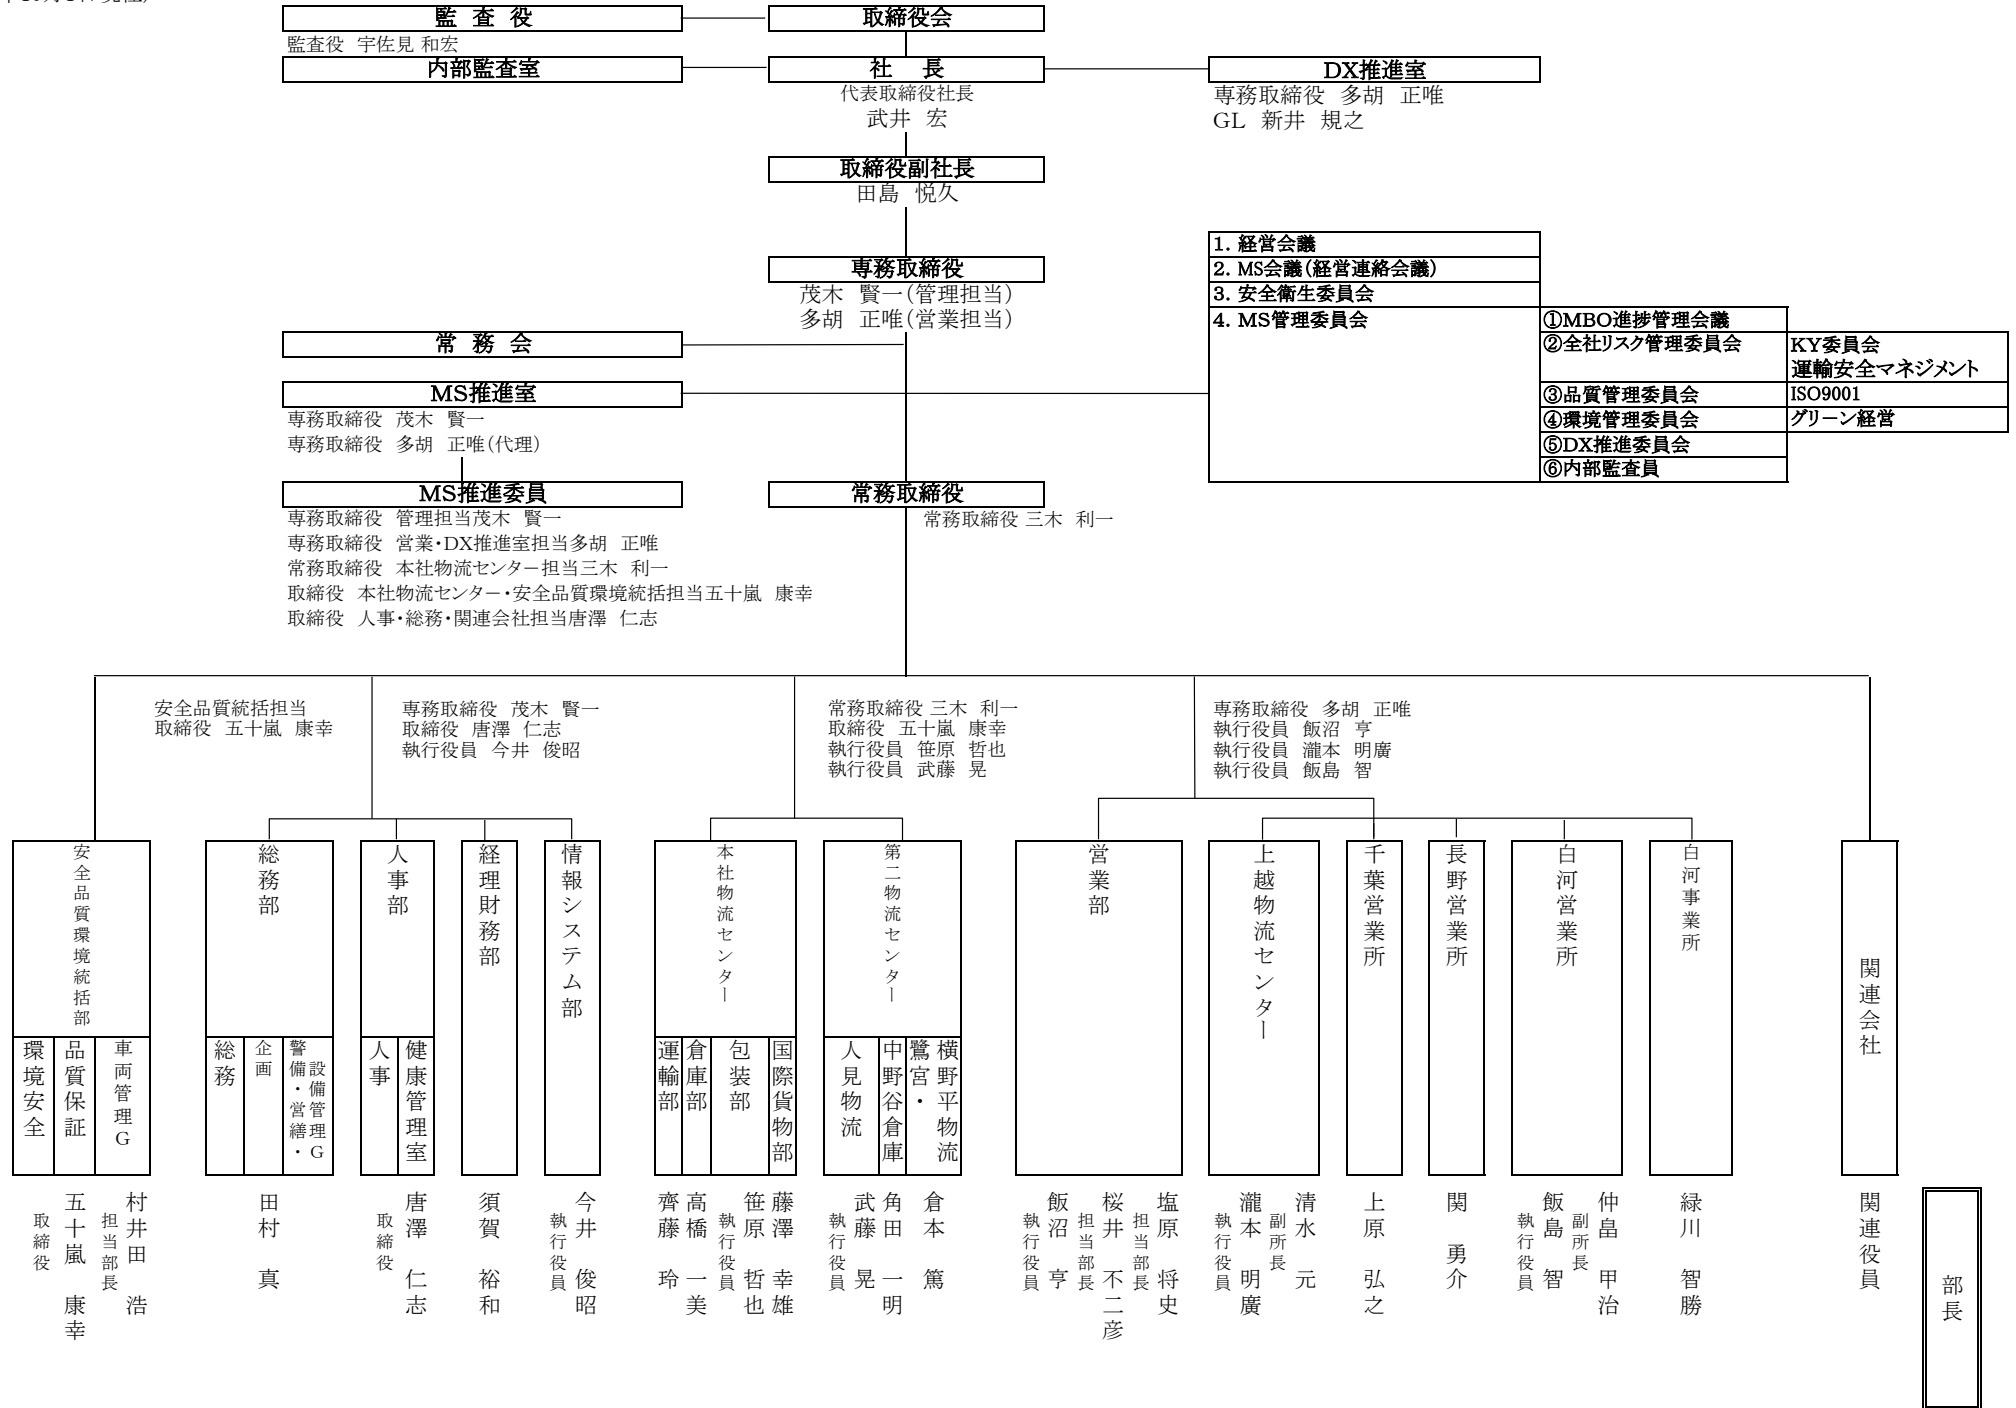 監 査 役
取締役会
監査役 宇佐見 和宏
内部監査室
社 長
DX推進室
代表取締役社長
武井 宏
専務取締役 多胡 正唯
GL 新井 規之
取締役副社長
田島 悦久
専務取締役
茂木 賢一(管理担当)
多胡 正唯(営業担当)
1. 経営会議
2. MS会議(経営連絡会議)
3. 安全衛生委員会
4. MS管理委員会
①MBO進捗管理会議
②全社リスク管理委員会
KY委員会
運輸安全マネジメント
③品質管理委員会
ISO9001
④環境管理委員会
グリーン経営
⑤DX推進委員会
⑥内部監査員
常 務 会
MS推進室
専務取締役 茂木 賢一
専務取締役 多胡 正唯(代理)
MS推進委員
専務取締役 管理担当茂木 賢一
専務取締役 営業・DX推進室担当多胡 正唯
常務取締役 本社物流センター担当三木 利一
取締役 本社物流センター・安全品質環境統括担当五十嵐 康幸
取締役 人事・総務・関連会社担当唐澤 仁志
常務取締役
常務取締役 三木 利一
安全品質統括担当
取締役 五十嵐 康幸
専務取締役 茂木 賢一
取締役 唐澤 仁志
執行役員 今井 俊昭
常務取締役 三木 利一
取締役 五十嵐 康幸
執行役員 笹原 哲也
執行役員 武藤 晃
専務取締役 多胡 正唯
執行役員 飯沼 亨
執行役員 瀧本 明廣
執行役員 飯島 智
安全品質環境統括部
環境安全
品質保証
車両管理G
総務部
総務
企画
警備・営繕・
設備管理G
人事部
人事
健康管理室
経理財務部
情報システム部
本社物流センター
運輸部
倉庫部
包装部
国際貨物部
第二物流センター
人見物流
中野谷倉庫
鷺宮・
横野平物流
営業部
上越物流センター
千葉営業所
長野営業所
白河営業所
白河事業所
関連会社
取締役
五十嵐 康幸
担当部長
村井田 浩
田村 真
取締役
唐澤 仁志
須賀 裕和
執行役員
今井 俊昭
齊藤 玲
高橋 一美
執行役員
笹原 哲也
藤澤 幸雄
執行役員
武藤 晃
角田 一明
倉本 篤
執行役員
飯沼 亨
担当部長
桜井 不二彦
担当部長
塩原 将史
執行役員
瀧本 明廣
副所長
清水 元
上原 弘之
関 勇介
執行役員
飯島 智
副所長
仲畠 甲治
緑川 智勝
関連役員
部長